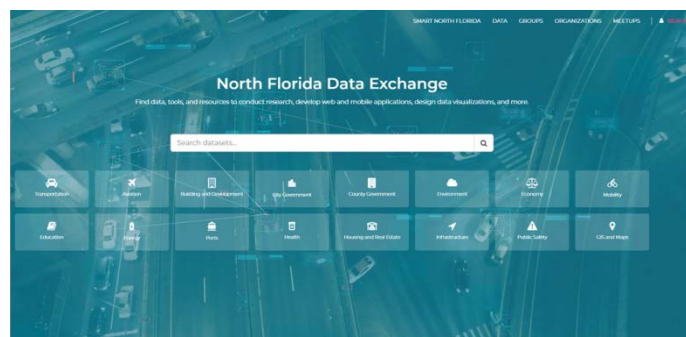 SMART NORTH FLORIDA DATA GROUPS ORGANIZATIONS MEETUPS
North Florida Data Exchange
Find data, tools, and resources to conduct research, develop web and mobile applications, design data visualizations, and more.
Search datasets...
Transportation Aviation Building and Development City Government County Government Environment Economy Mobility
Education Energy Ports Health Housing and Real Estate Infrastructure Public Safety GIS and Maps